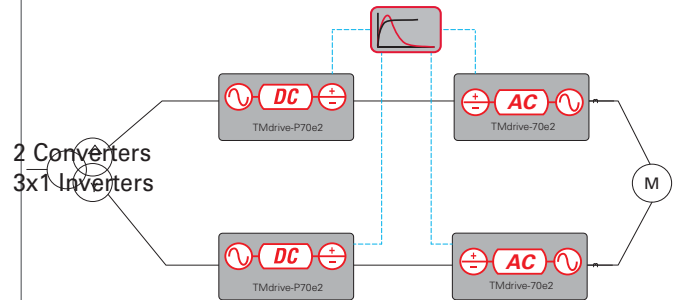 DC
TMdrive-P70e2
AC
TMdrive-70e2
2 Converters
3x1 Inverters
M
DC
TMdrive-P70e2
AC
TMdrive-70e2